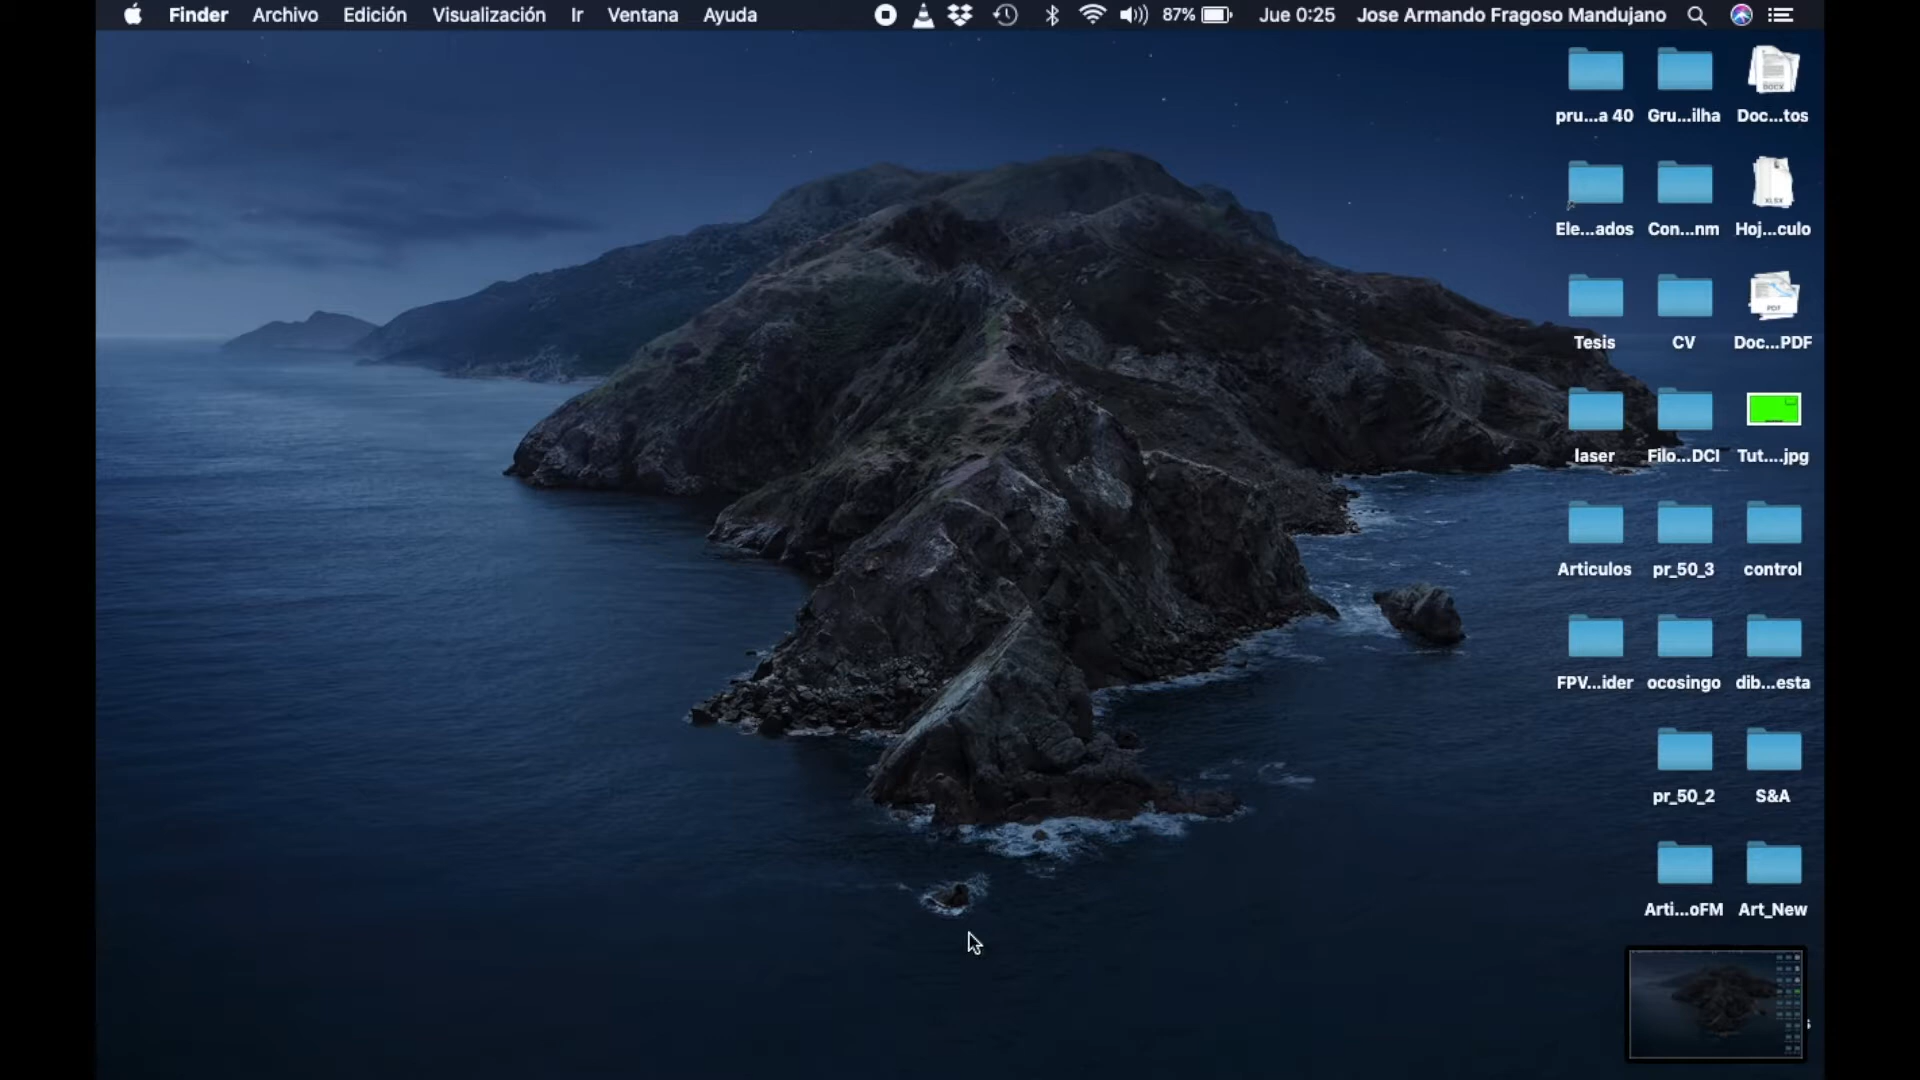 Finder Archivo Edición Visualización Ir Ventana Ayuda 87% Jue 0:25 Jose Armando Fragoso Mandujano
pru...a 40 Gru...ilha Doc...tos
Ele...ados Con...nm Hoj...culo
Tesis CV Doc...PDF
laser Filo...DCI Tut....jpg
Articulos pr_50_3 control
FPV...ider ocosingo dib...esta
pr_50_2 S&A
Arti...oFM Art_New